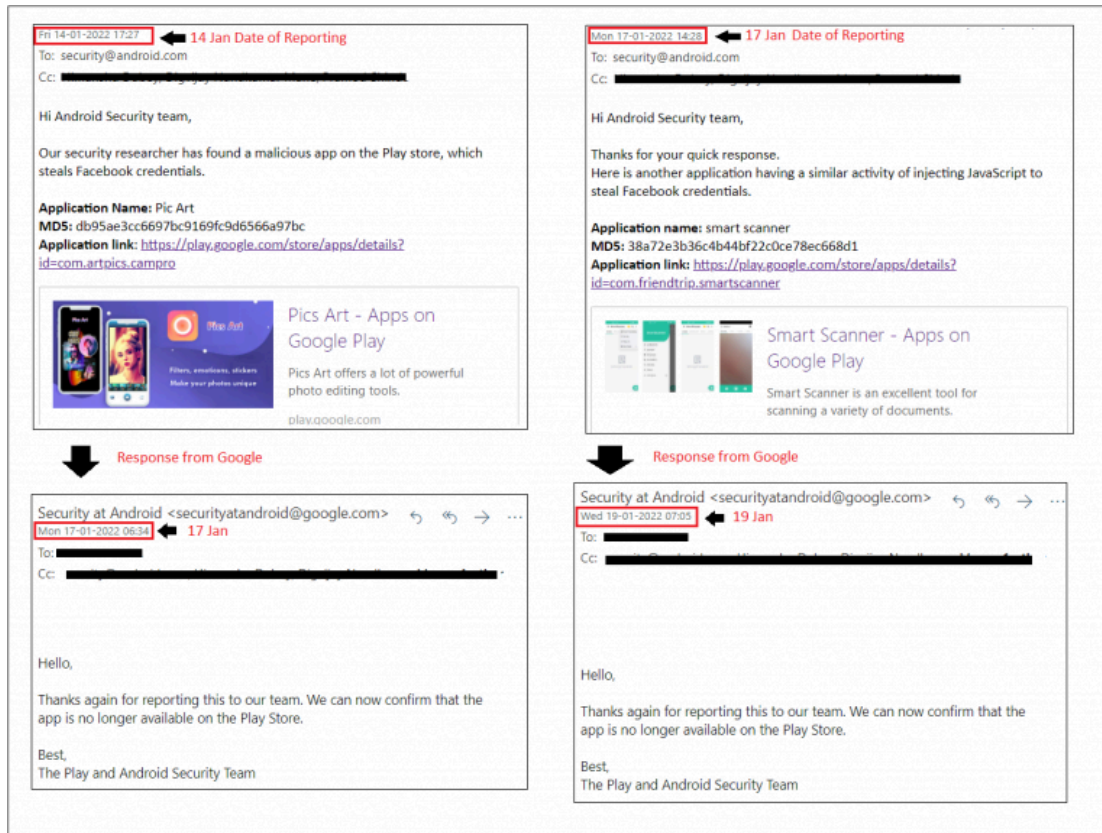 Fri 14-01-2022 17:27
14 Jan Date of Reporting
To: security@android.com
Cc:
Hi Android Security team,
Our security researcher has found a malicious app on the Play store, which
steals Facebook credentials.
Application Name: Pic Art
MD5: db95ae3cc6697bc9169fc9d6566a97bc
Application link: https://play.google.com/store/apps/details?
id=com.artpics.campro
Pics Art
Filters, emoticons, stickers
Make your photos unique
Pics Art - Apps on
Google Play
Pics Art offers a lot of powerful
photo editing tools.
play.google.com
Response from Google
Security at Android <securityatandroid@google.com>
Mon 17-01-2022 06:34
17 Jan
To:
Cc:
Hello,
Thanks again for reporting this to our team. We can now confirm that the
app is no longer available on the Play Store.
Best,
The Play and Android Security Team
Mon 17-01-2022 14:28
17 Jan Date of Reporting
To: security@android.com
Cc:
Hi Android Security team,
Thanks for your quick response.
Here is another application having a similar activity of injecting JavaScript to
steal Facebook credentials.
Application name: smart scanner
MD5: 38a72e3b36c4b44bf22c0ce78ec668d1
Application link: https://play.google.com/store/apps/details?
id=com.friendtrip.smartscanner
Smart Scanner - Apps on
Google Play
Smart Scanner is an excellent tool for
scanning a variety of documents.
Response from Google
Security at Android <securityatandroid@google.com>
Wed 19-01-2022 07:05
19 Jan
To:
Cc:
Hello,
Thanks again for reporting this to our team. We can now confirm that the
app is no longer available on the Play Store.
Best,
The Play and Android Security Team